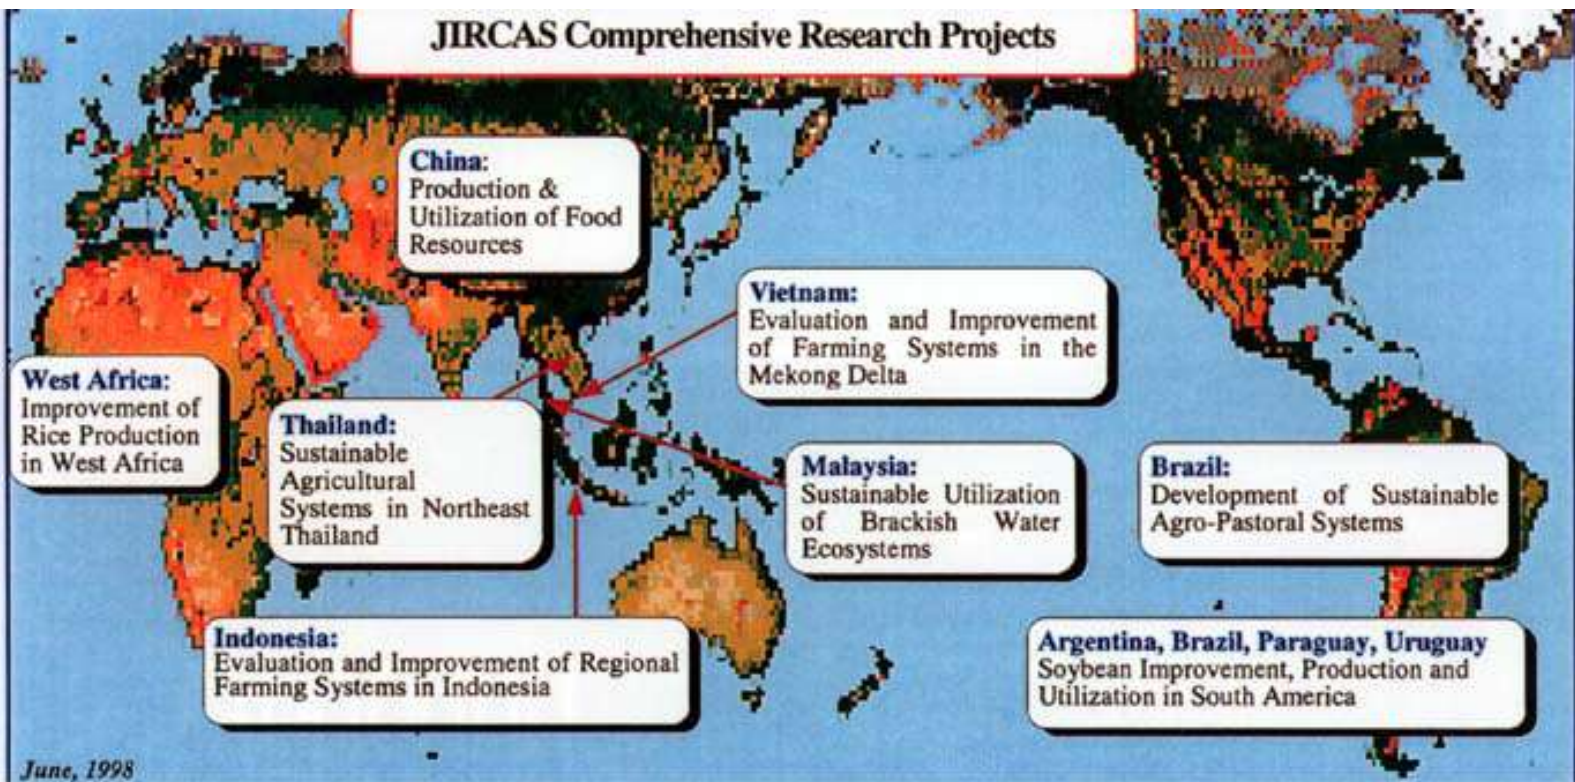 JIRCAS Comprehensive Research Projects
China:
Production &
Utilization of Food
Resources
Vietnam:
Evaluation and Improvement
of Farming Systems in the
Mekong Delta
West Africa:
Improvement of
Rice Production
in West Africa
Thailand:
Sustainable
Agricultural
Systems in Northeast
Thailand
Malaysia:
Sustainable Utilization
of Brackish Water
Ecosystems
Brazil:
Development of Sustainable
Agro-Pastoral Systems
Indonesia:
Evaluation and Improvement of Regional
Farming Systems in Indonesia
Argentina, Brazil, Paraguay, Uruguay
Soybean Improvement, Production and
Utilization in South America
June, 1998